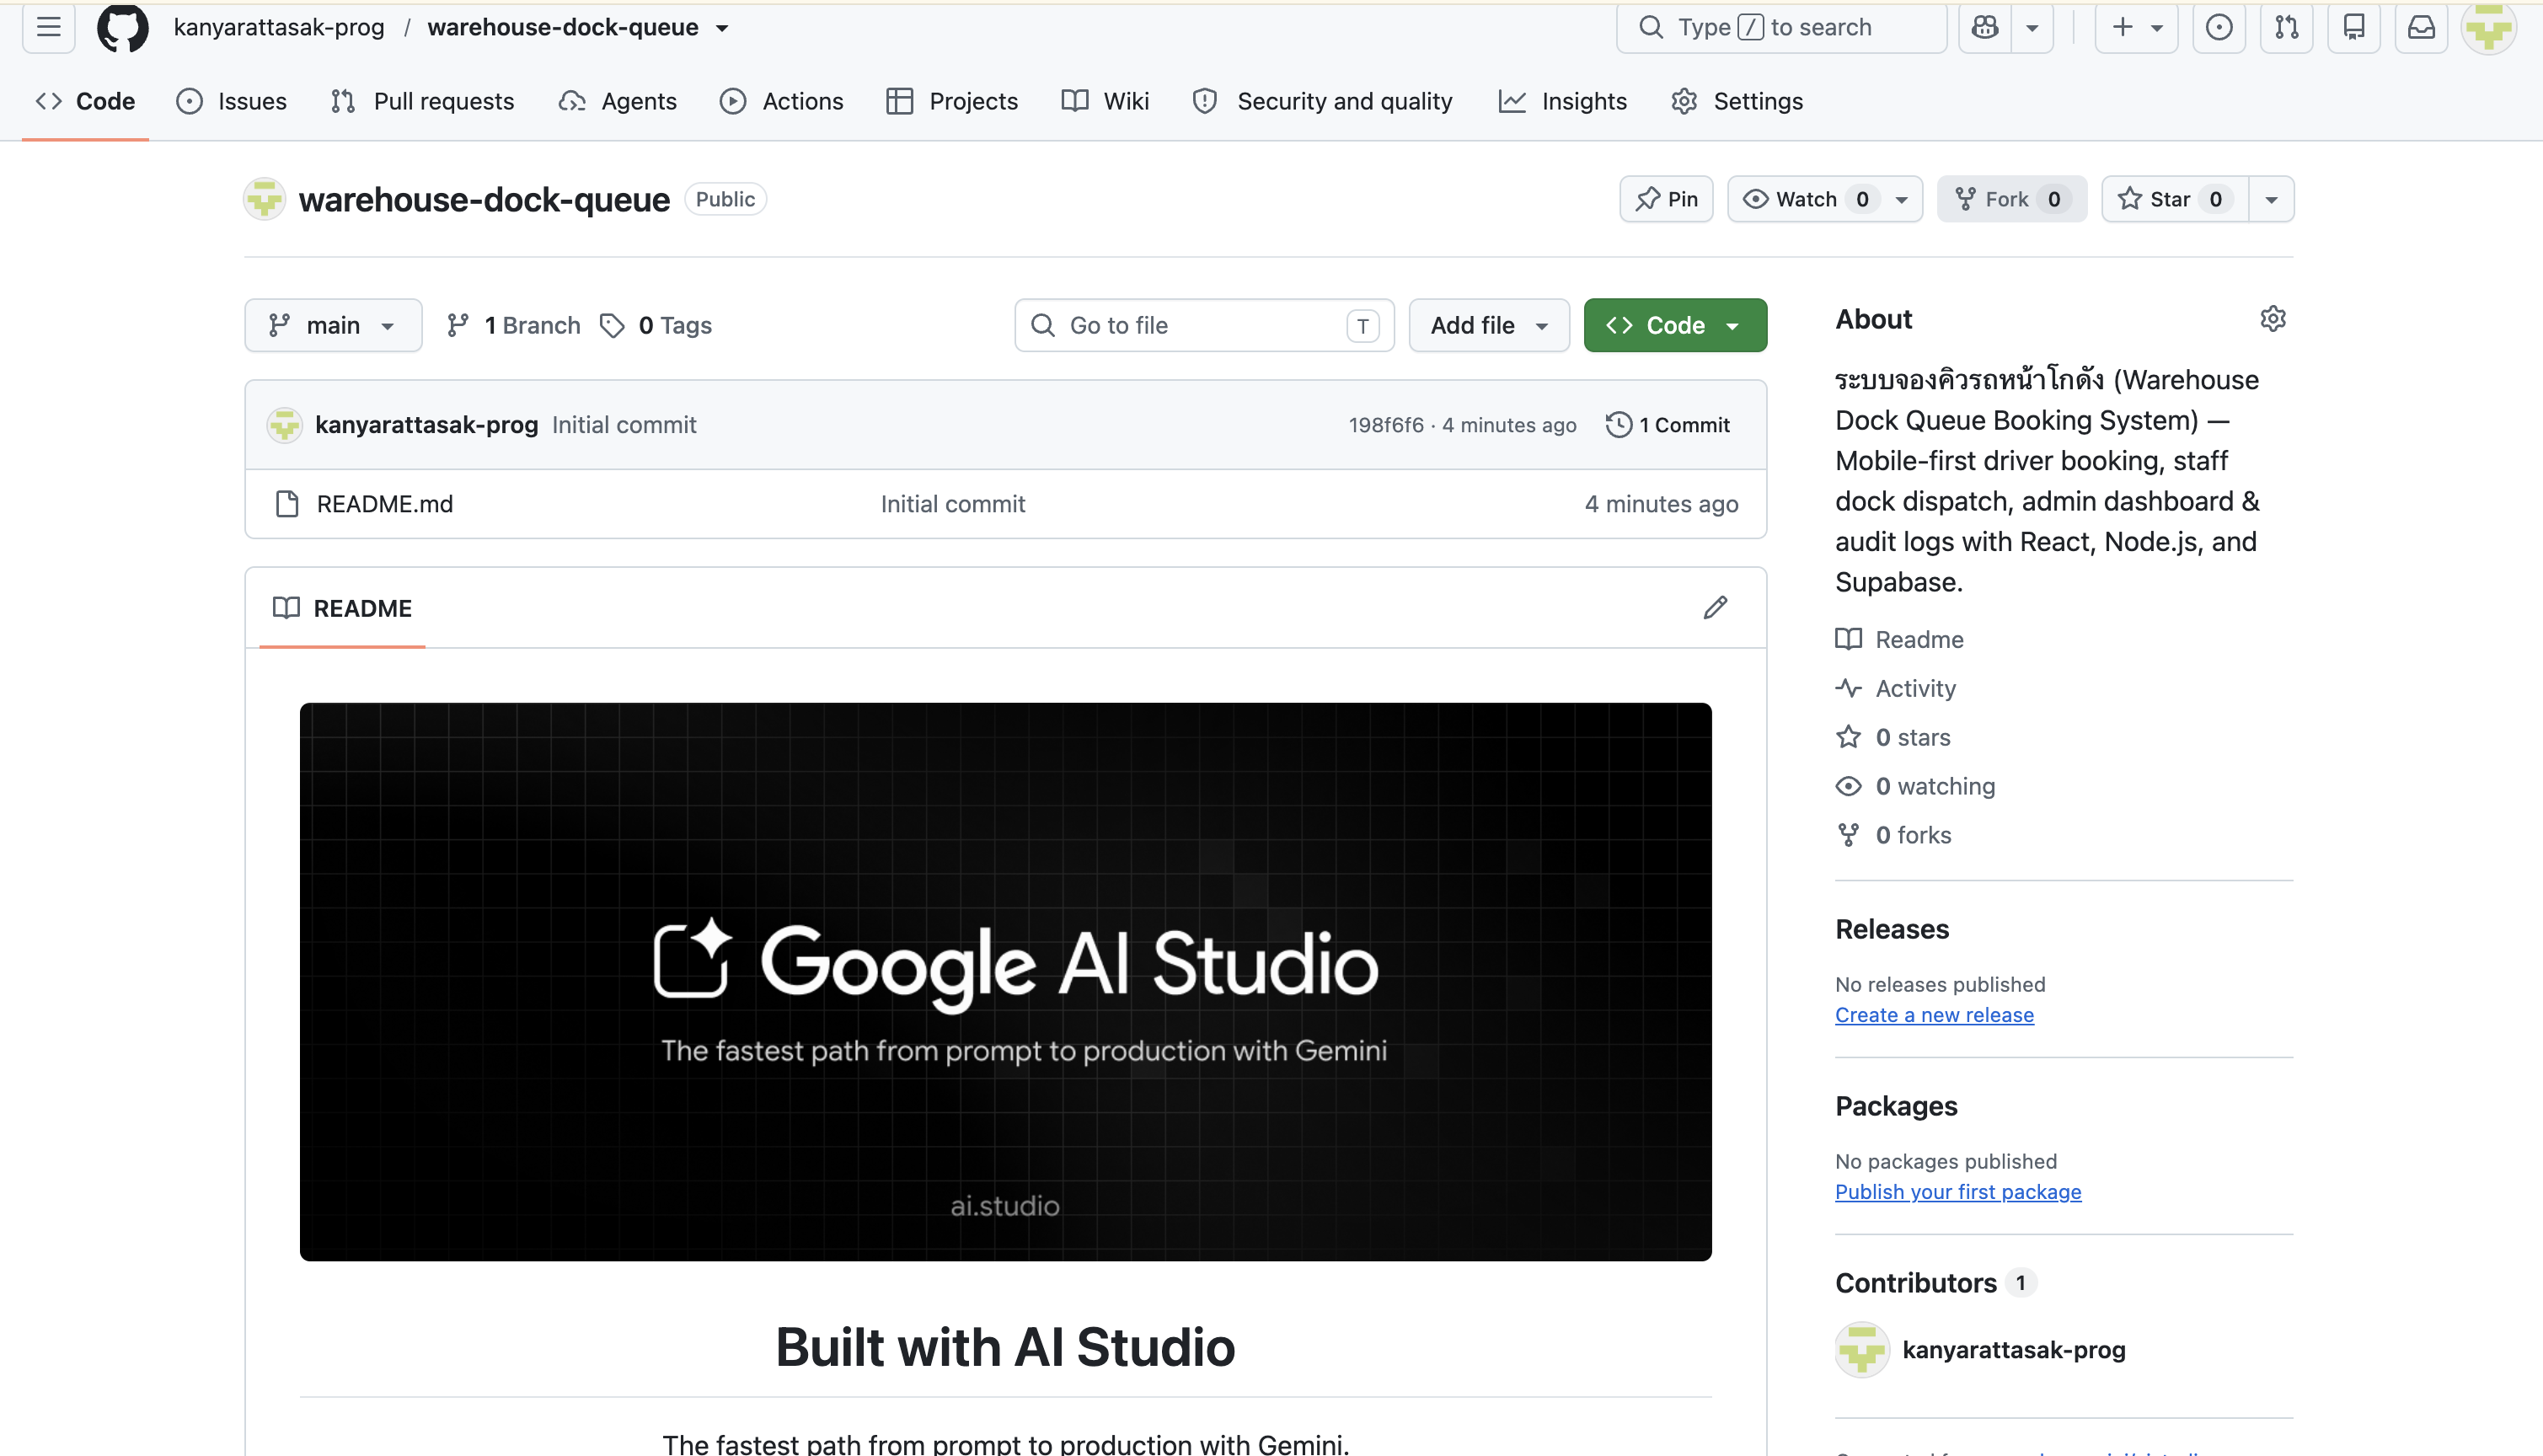 kanyarattasak-prog / warehouse-dock-queue
Type / to search
Code
Issues
Pull requests
Agents
Actions
Projects
Wiki
Security and quality
Insights
Settings
warehouse-dock-queue Public
Pin
Watch 0
Fork 0
Star 0
main
1 Branch
0 Tags
Go to file T
Add file
Code
kanyarattasak-prog Initial commit
198f6f6 · 4 minutes ago
1 Commit
README.md
Initial commit
4 minutes ago
README
Google AI Studio
The fastest path from prompt to production with Gemini
ai.studio
Built with AI Studio
The fastest path from prompt to production with Gemini.
About
ระบบจองคิวรถหน้าโกดัง (Warehouse
Dock Queue Booking System) —
Mobile-first driver booking, staff
dock dispatch, admin dashboard &
audit logs with React, Node.js, and
Supabase.
Readme
Activity
0 stars
0 watching
0 forks
Releases
No releases published
Create a new release
Packages
No packages published
Publish your first package
Contributors 1
kanyarattasak-prog